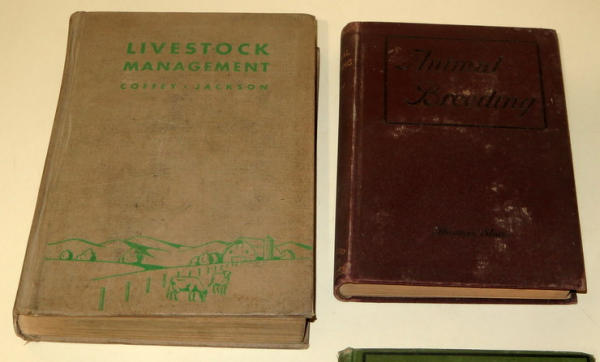 LIVESTOCK
MANAGEMENT
COFFEY · JACKSON
Animal
Breeding